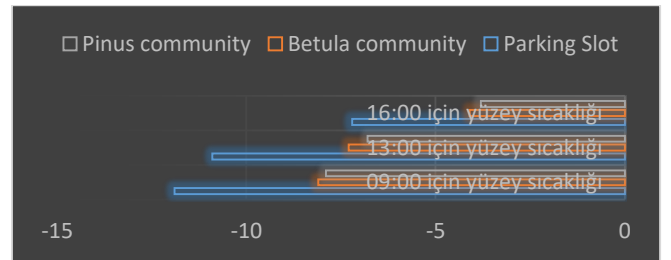 Pinus community Betula community Parking Slot
16:00 için yüzey sıcaklığı
13:00 için yüzey sıcaklığı
09:00 için yüzey sıcaklığı
-15 -10 -5 0